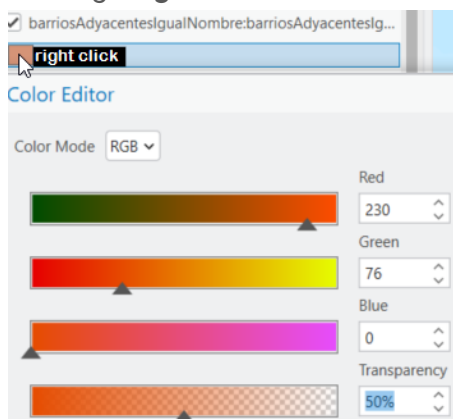 barriosAdyacentesIgualNombre:barriosAdyacentesIg...
right click
Color Editor
Color Mode RGB
Red
230
Green
76
Blue
0
Transparency
50%